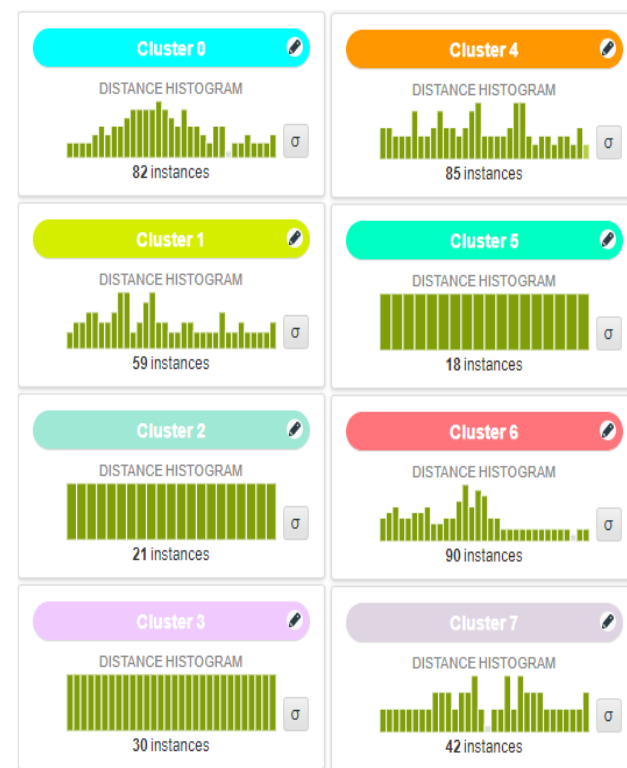 Cluster 0
DISTANCE HISTOGRAM
σ
82 instances
Cluster 1
DISTANCE HISTOGRAM
σ
59 instances
Cluster 2
DISTANCE HISTOGRAM
σ
21 instances
Cluster 3
DISTANCE HISTOGRAM
σ
30 instances
Cluster 4
DISTANCE HISTOGRAM
σ
85 instances
Cluster 5
DISTANCE HISTOGRAM
σ
18 instances
Cluster 6
DISTANCE HISTOGRAM
σ
90 instances
Cluster 7
DISTANCE HISTOGRAM
σ
42 instances